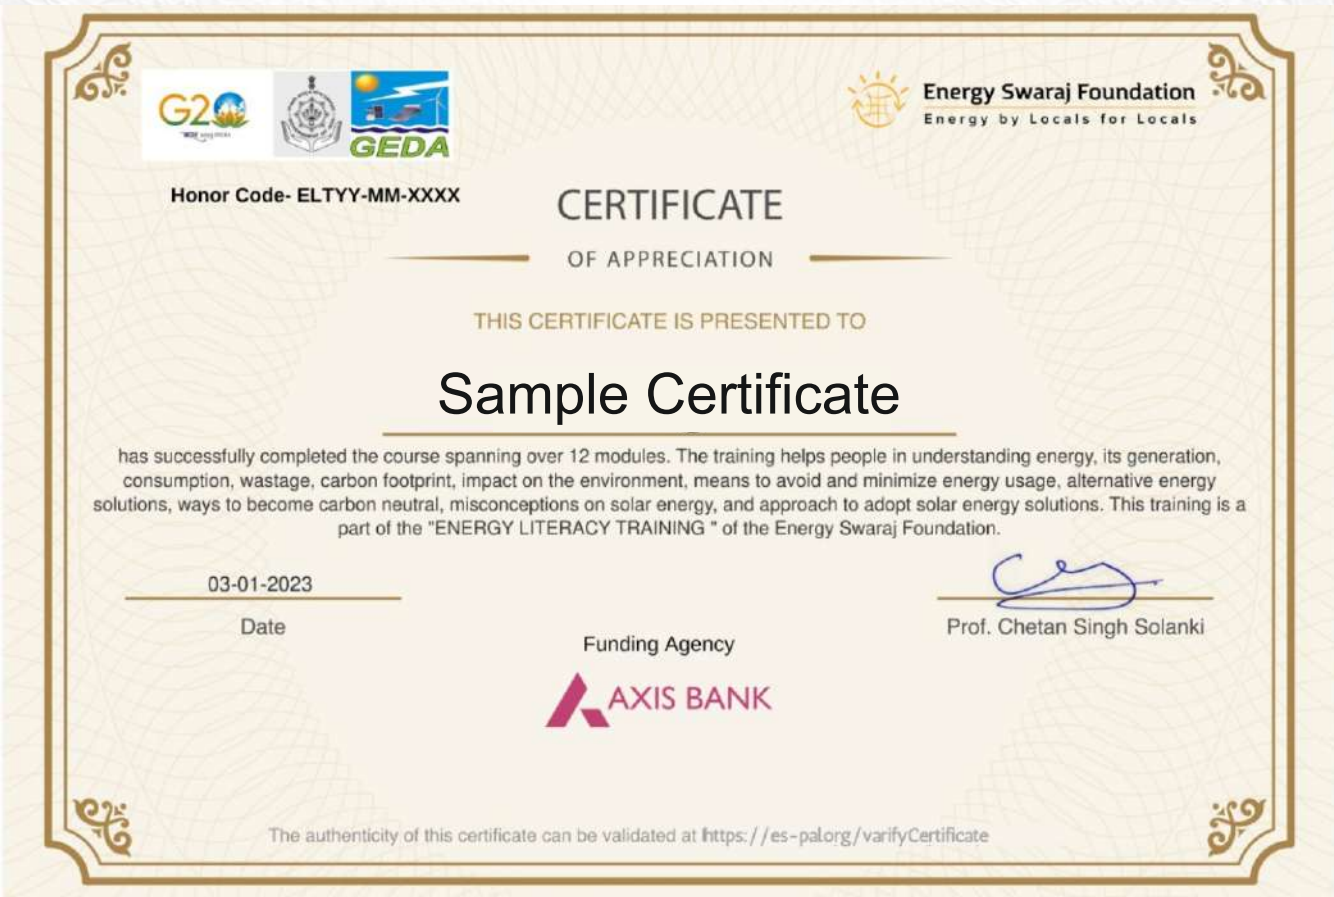 G20
GEDA
Energy Swaraj Foundation
Energy by Locals for Locals
Honor Code- ELTYY-MM-XXXX
CERTIFICATE
OF APPRECIATION
THIS CERTIFICATE IS PRESENTED TO
Sample Certificate
has successfully completed the course spanning over 12 modules. The training helps people in understanding energy, its generation,
consumption, wastage, carbon footprint, impact on the environment, means to avoid and minimize energy usage, alternative energy
solutions, ways to become carbon neutral, misconceptions on solar energy, and approach to adopt solar energy solutions. This training is a
part of the "ENERGY LITERACY TRAINING " of the Energy Swaraj Foundation.
03-01-2023
Date
Prof. Chetan Singh Solanki
Funding Agency
AXIS BANK
The authenticity of this certificate can be validated at https://es-pal.org/varifyCertificate